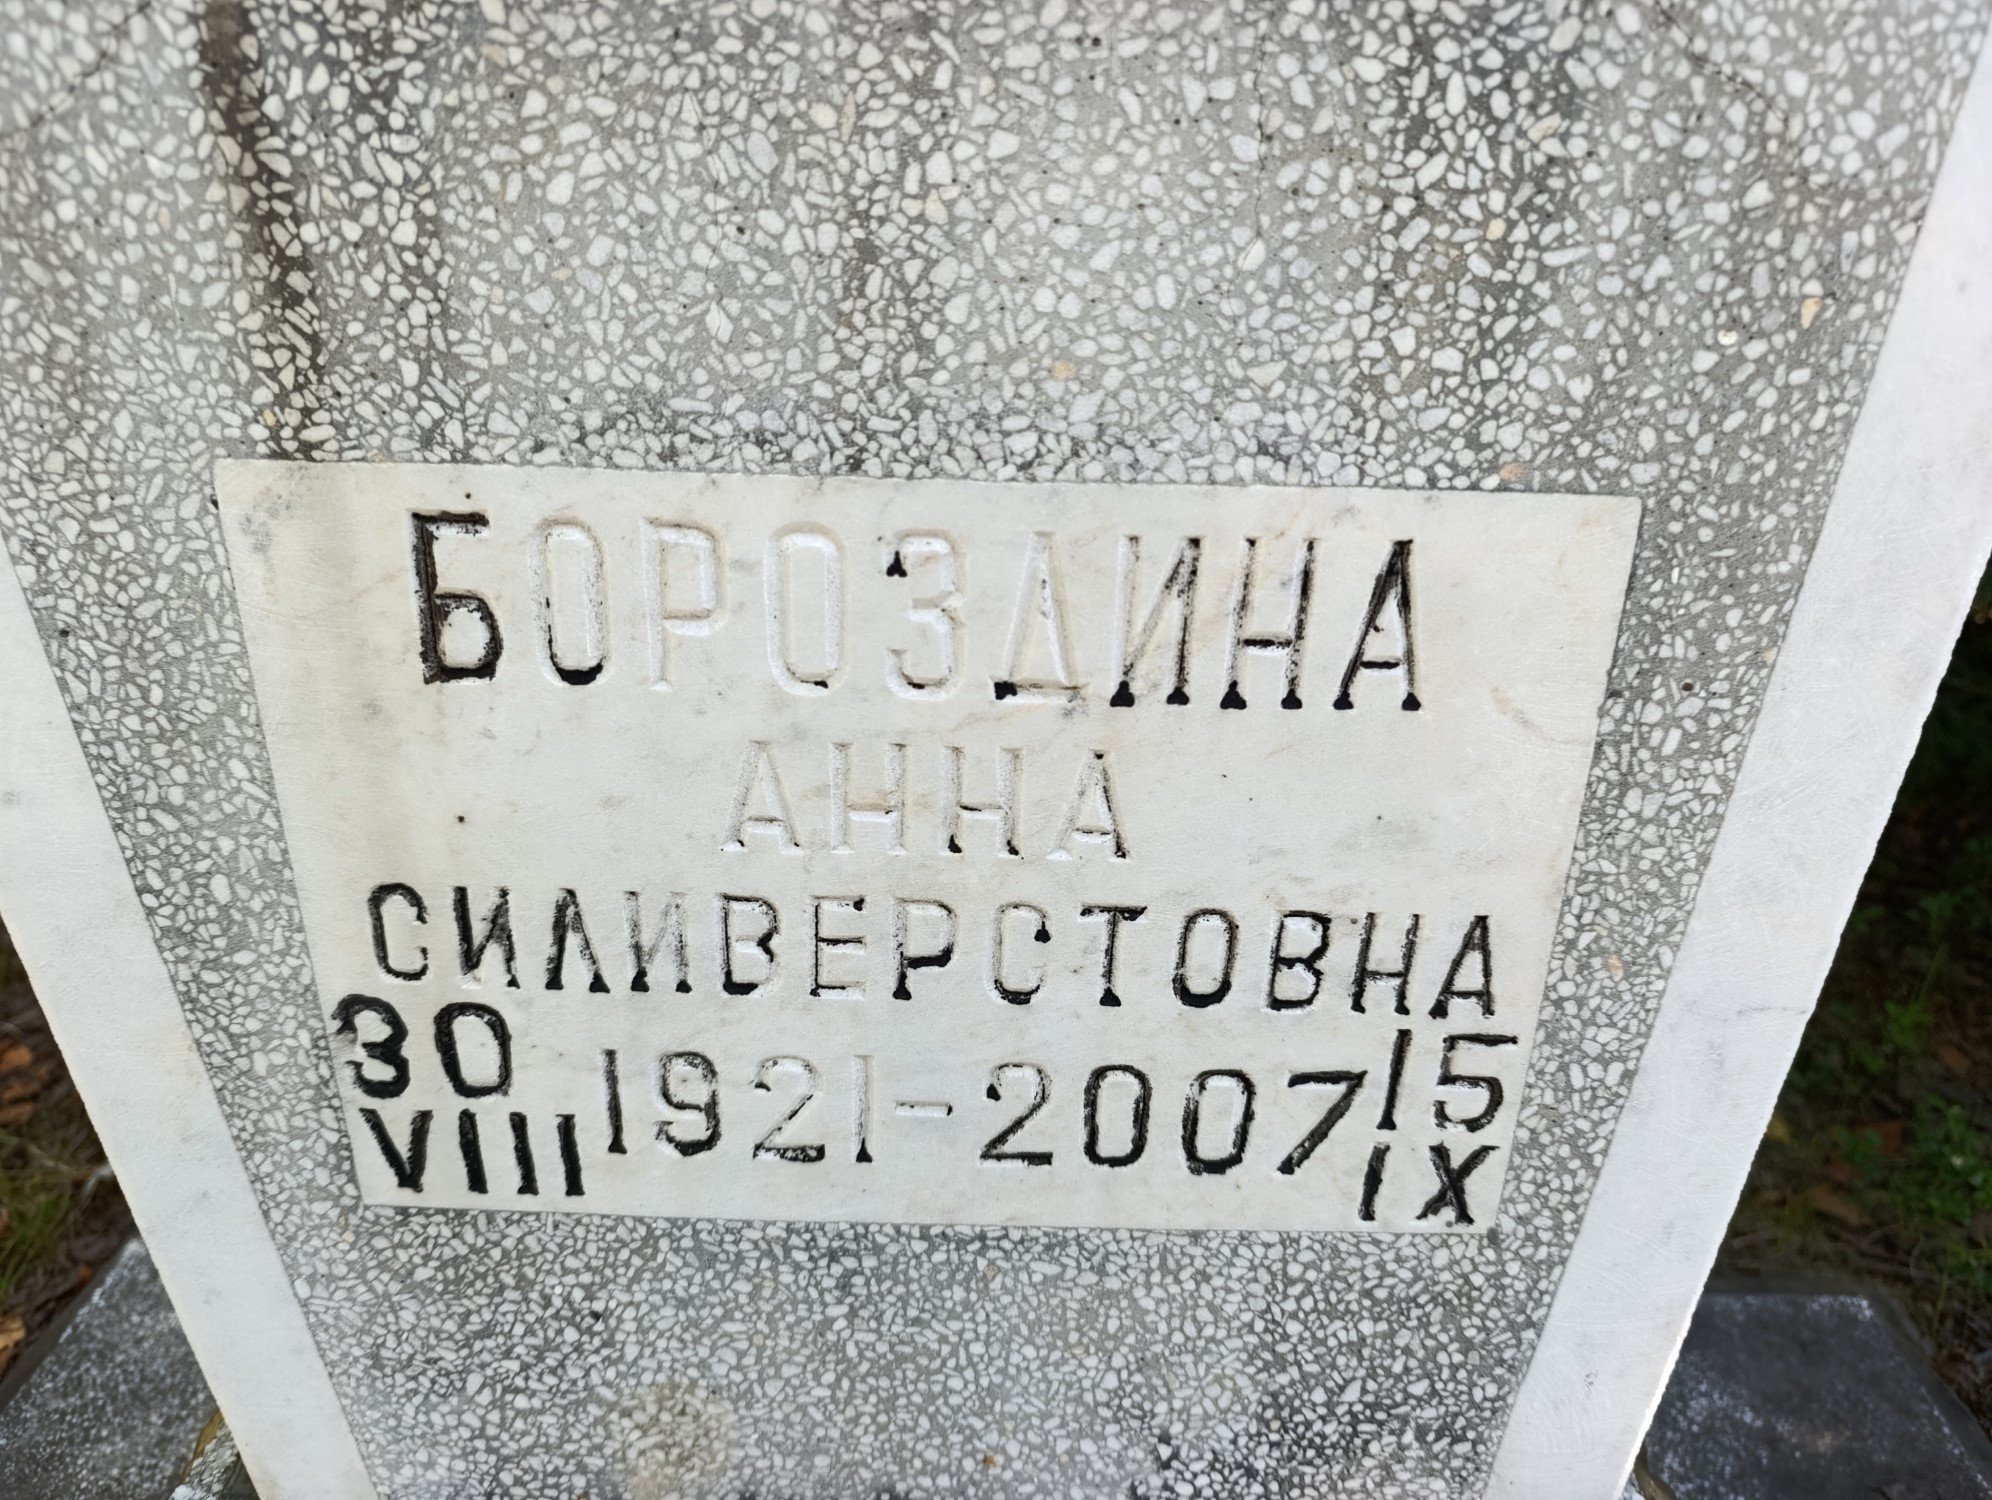 БОРОЗДИНА
АННА
СИЛИВЕРСТОВНА
30 VIII 1921-2007 15 IX